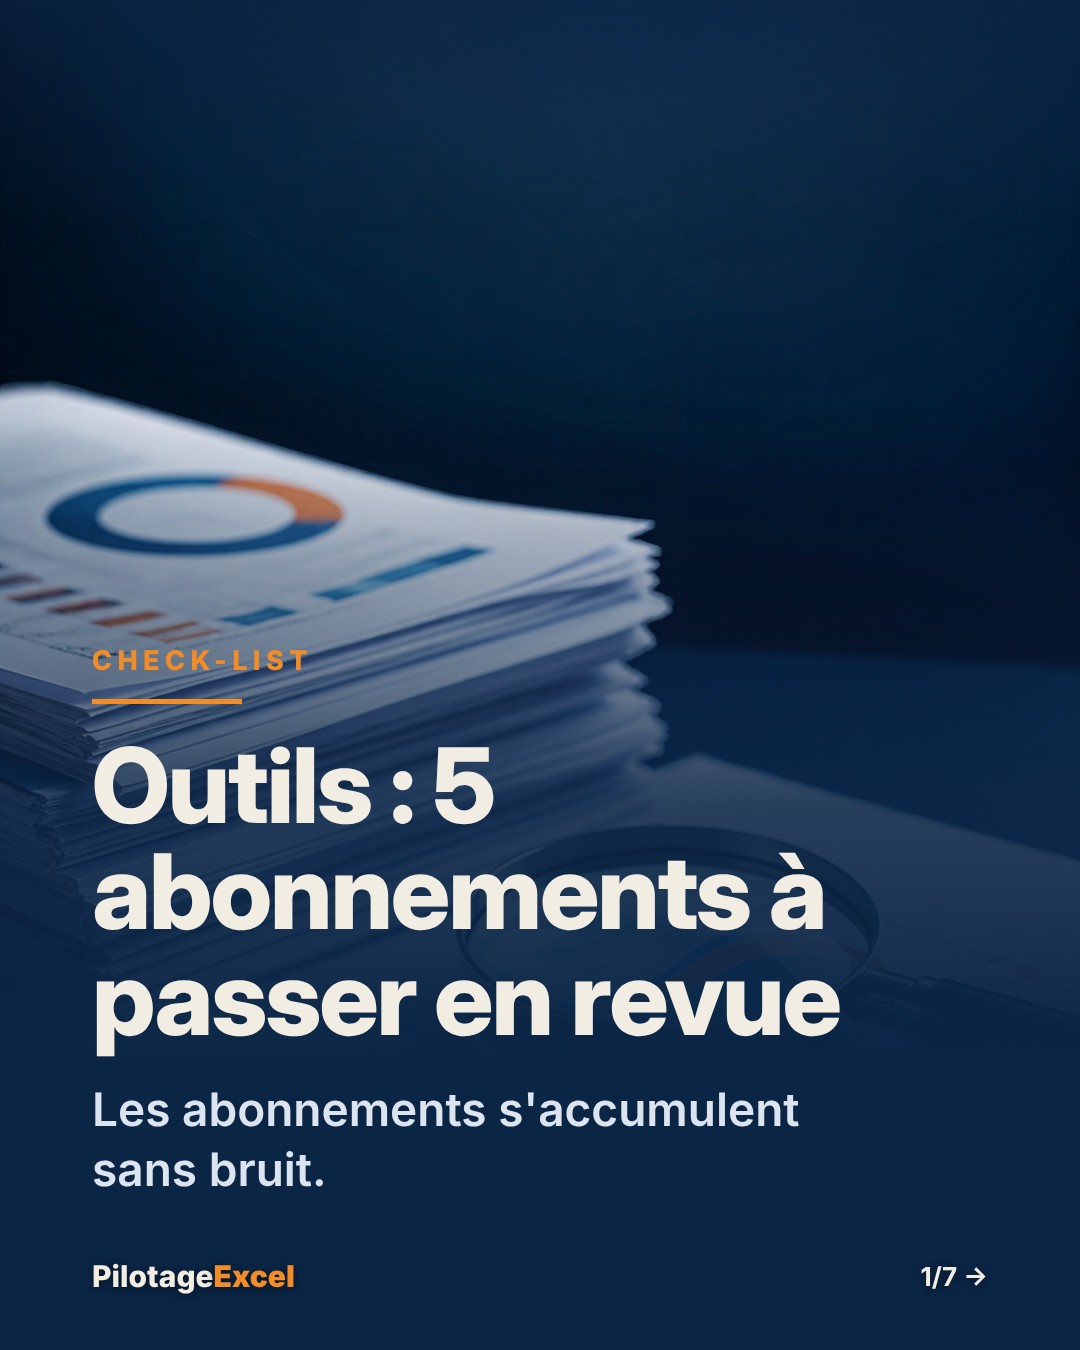 CHECK-LIST
Outils : 5
abonnements à
passer en revue
Les abonnements s'accumulent
sans bruit.
PilotageExcel
1/7 →